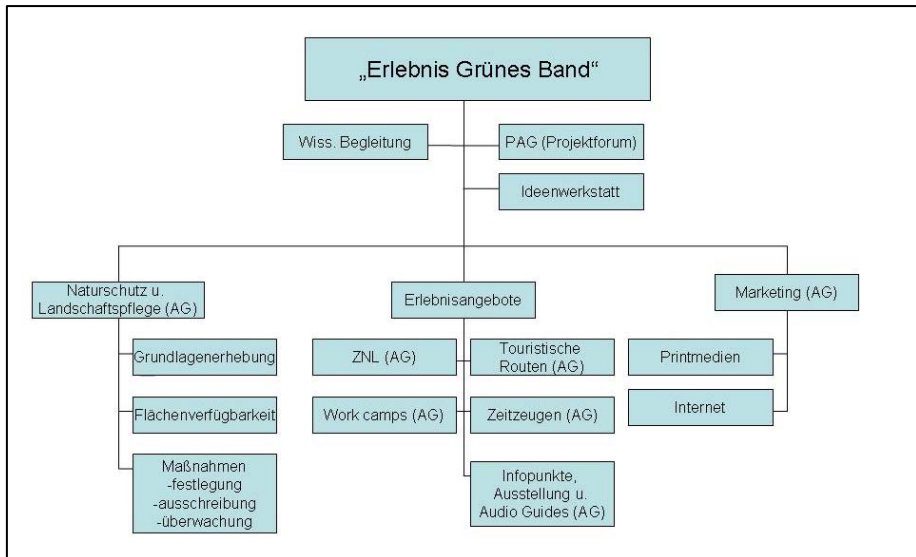 „Erlebnis Grünes Band“
Wiss. Begleitung
PAG (Projektforum)
Ideenwerkstatt
Naturschutz u.
Landschaftspflege (AG)
Grundlagenerhebung
Flächenverfügbarkeit
Maßnahmen
-festlegung
-ausschreibung
-überwachung
Erlebnisangebote
ZNL (AG)
Touristische
Routen (AG)
Work camps (AG)
Zeitzeugen (AG)
Infopunkte,
Ausstellung u.
Audio Guides (AG)
Marketing (AG)
Printmedien
Internet